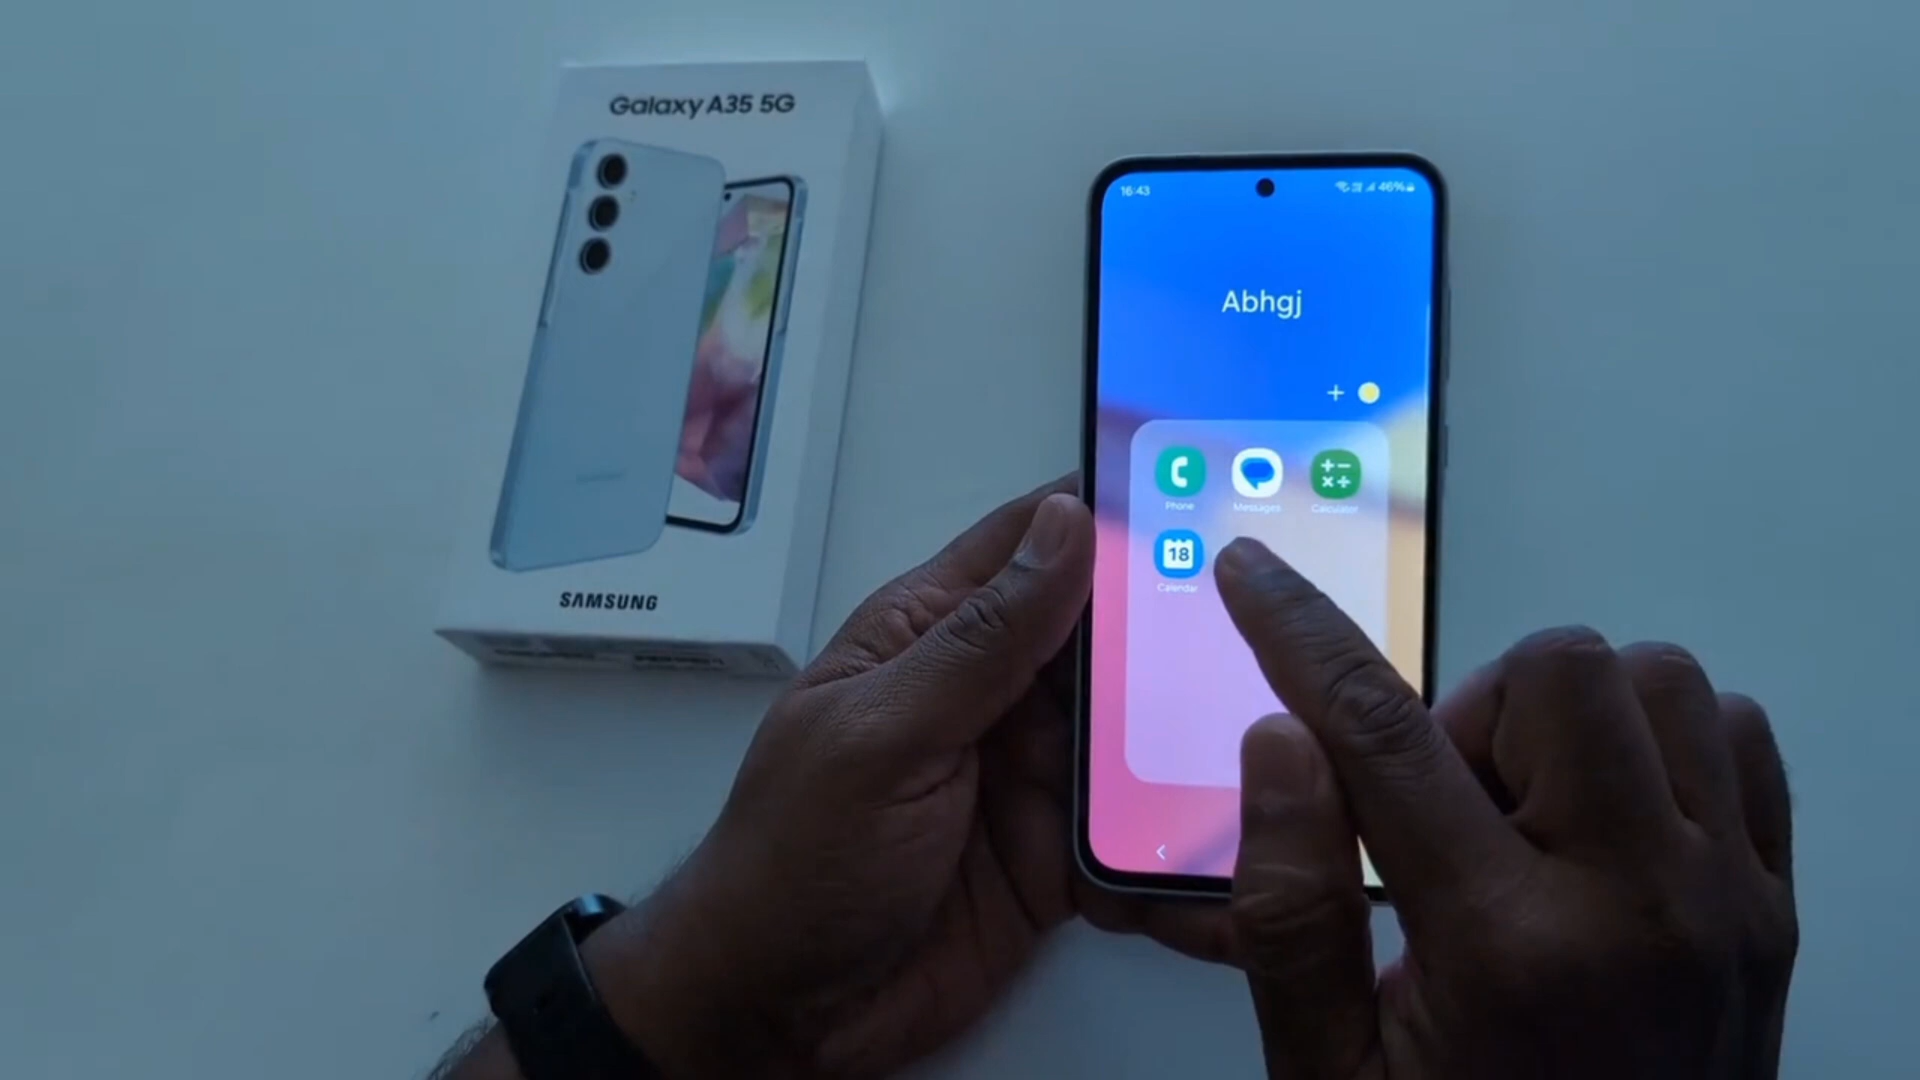 Galaxy A35 5G
SAMSUNG
16:43
46%
Abhgj
Phone
Messages
Calculator
18
Calendar